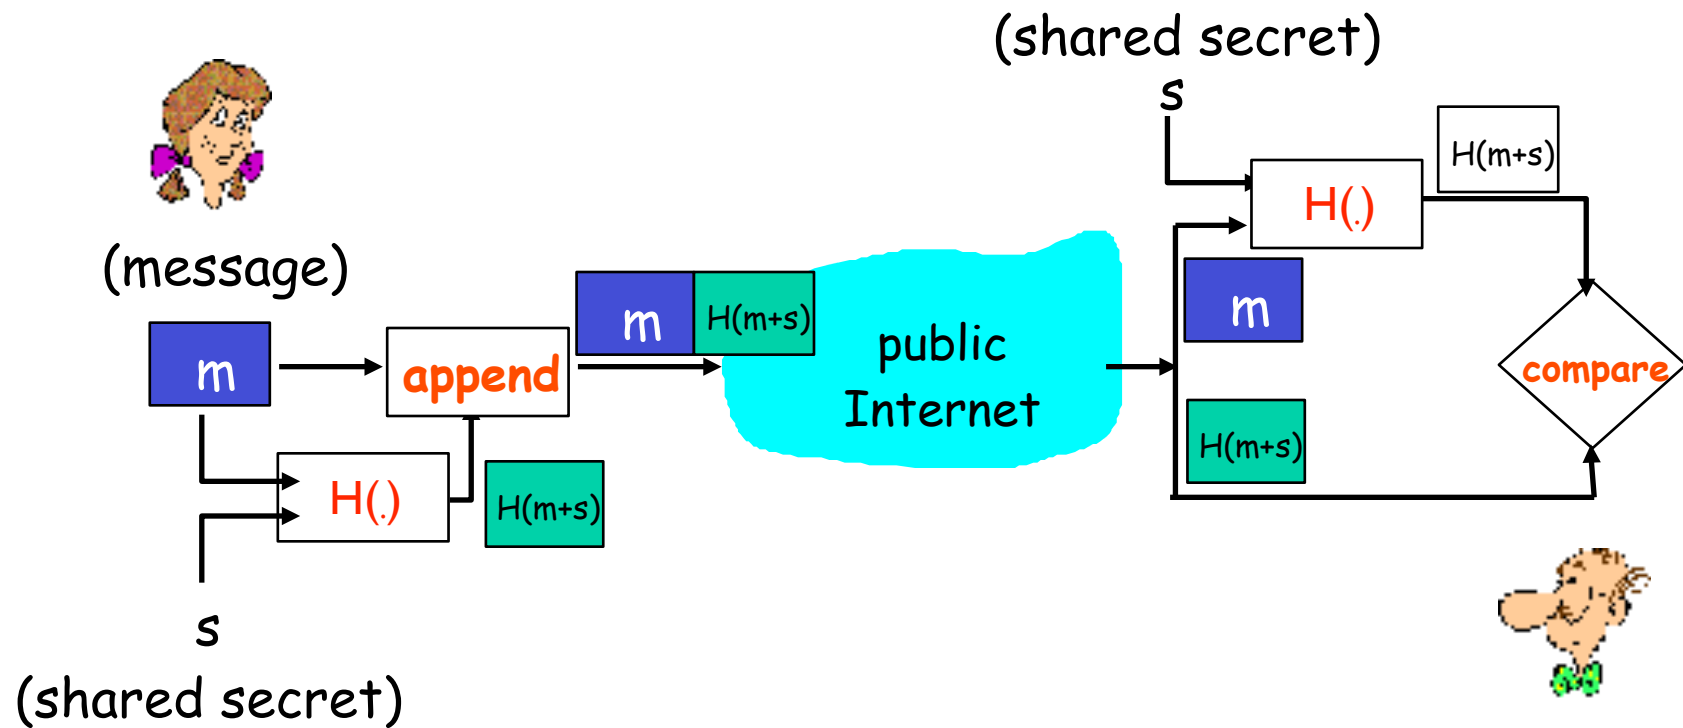 (shared secret)
s
H(m+s)
H(.)
(message)
m
H(m+s)
m
m
append
public
Internet
compare
H(m+s)
H(.)
H(m+s)
s
(shared secret)